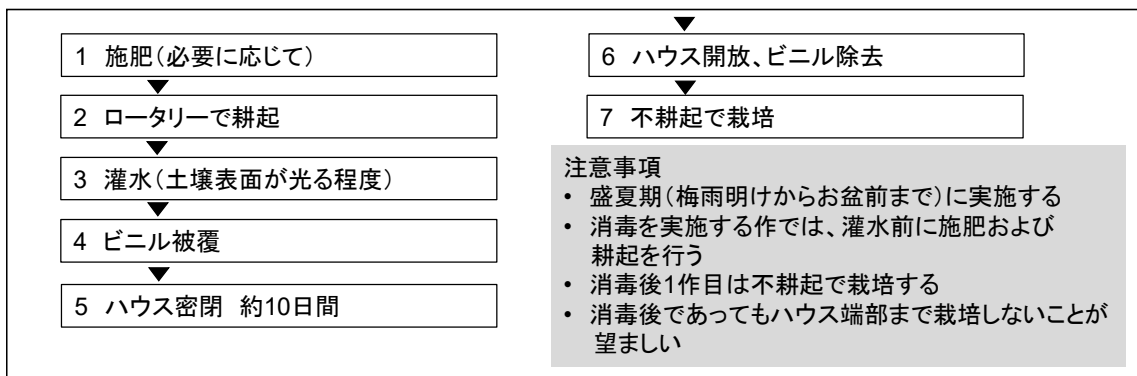 1 施肥（必要に応じて）
2 ロータリーで耕起
3 灌水（土壌表面が光る程度）
4 ビニル被覆
5 ハウス密閉 約10日間
6 ハウス開放、ビニル除去
7 不耕起で栽培
注意事項
• 盛夏期（梅雨明けからお盆前まで）に実施する
• 消毒を実施する作では、灌水前に施肥および
耕起を行う
• 消毒後1作目は不耕起で栽培する
• 消毒後であってもハウス端部まで栽培しないことが
望ましい